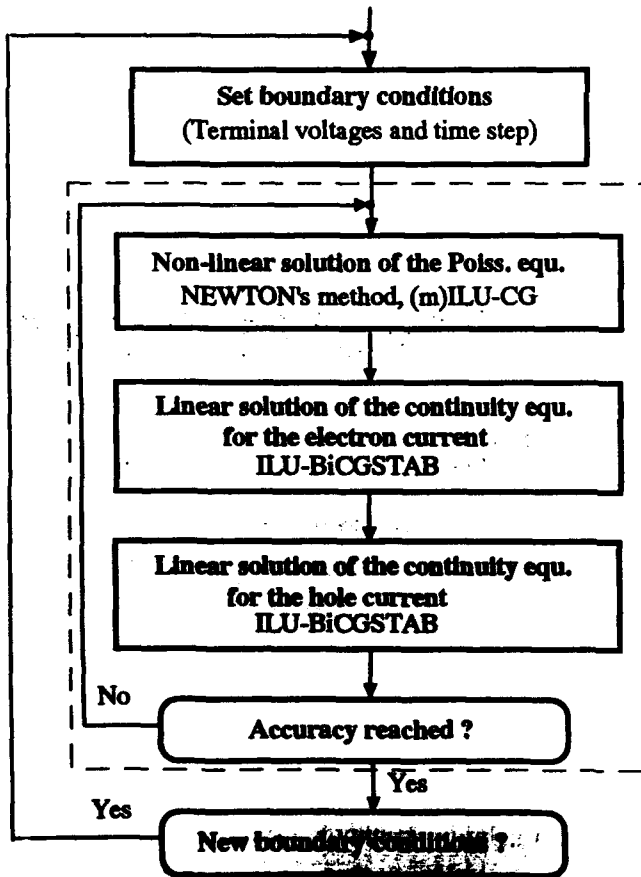 Set boundary conditions
(Terminal voltages and time step)
Non-linear solution of the Poiss. equ.
NEWTON's method, (m)ILU-CG
Linear solution of the continuity equ.
for the electron current
ILU-BiCGSTAB
Linear solution of the continuity equ.
for the hole current
ILU-BiCGSTAB
No
Accuracy reached ?
Yes
Yes
New boundary conditions ?